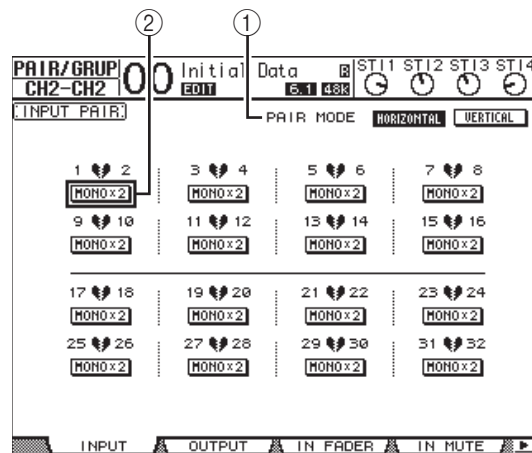 ② ①
PAIR/GRUP 00 Initial Data R ST11 ST12 ST13 ST14
CH2-CH2 EDIT 6.1 48K
INPUT PAIR PAIR MODE HORIZONTAL VERTICAL
1 2 3 4 5 6 7 8
MONO×2 MONO×2 MONO×2 MONO×2
9 10 11 12 13 14 15 16
MONO×2 MONO×2 MONO×2 MONO×2
17 18 19 20 21 22 23 24
MONO×2 MONO×2 MONO×2 MONO×2
25 26 27 28 29 30 31 32
MONO×2 MONO×2 MONO×2 MONO×2
INPUT OUTPUT IN FADER IN MUTE